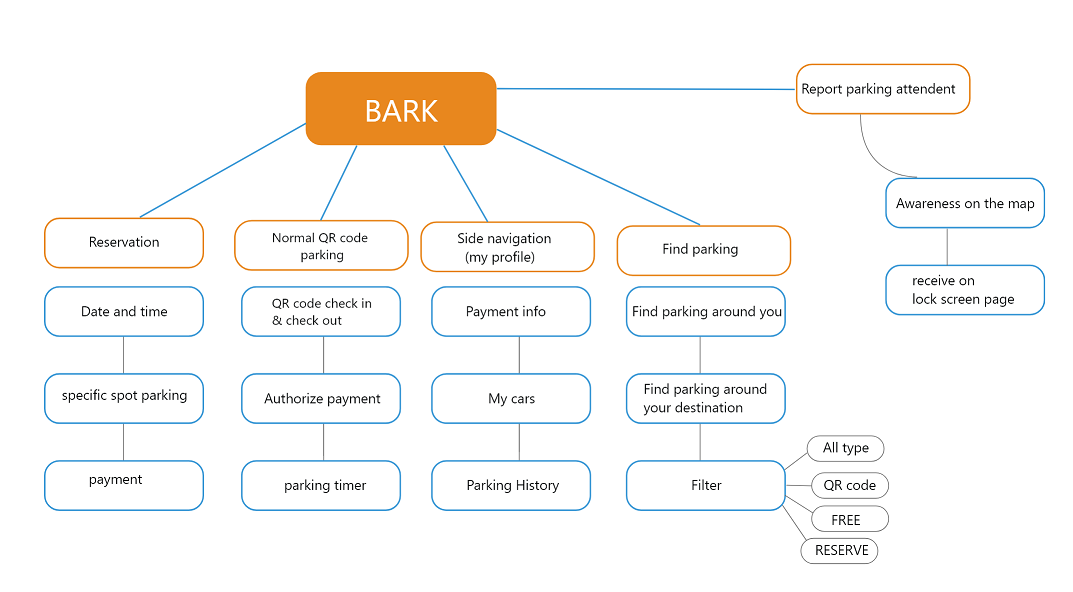 BARK
Report parking attendent
Awareness on the map
receive on
lock screen page
Reservation
Date and time
specific spot parking
payment
Normal QR code
parking
QR code check in
& check out
Authorize payment
parking timer
Side navigation
(my profile)
Payment info
My cars
Parking History
Find parking
Find parking around you
Find parking around
your destination
Filter
All type
QR code
FREE
RESERVE